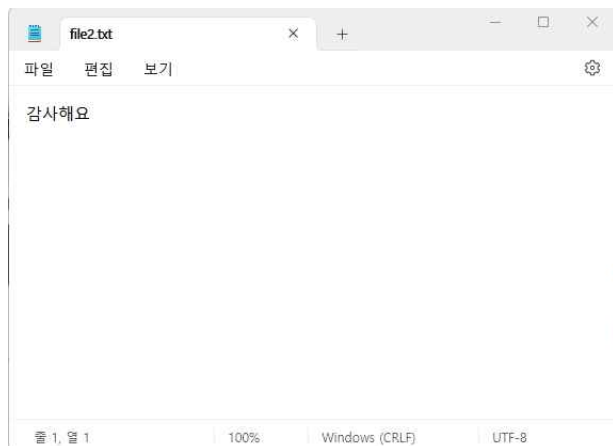 file2.txt
파일 편집 보기
감사해요
줄 1, 열 1 100% Windows (CRLF) UTF-8